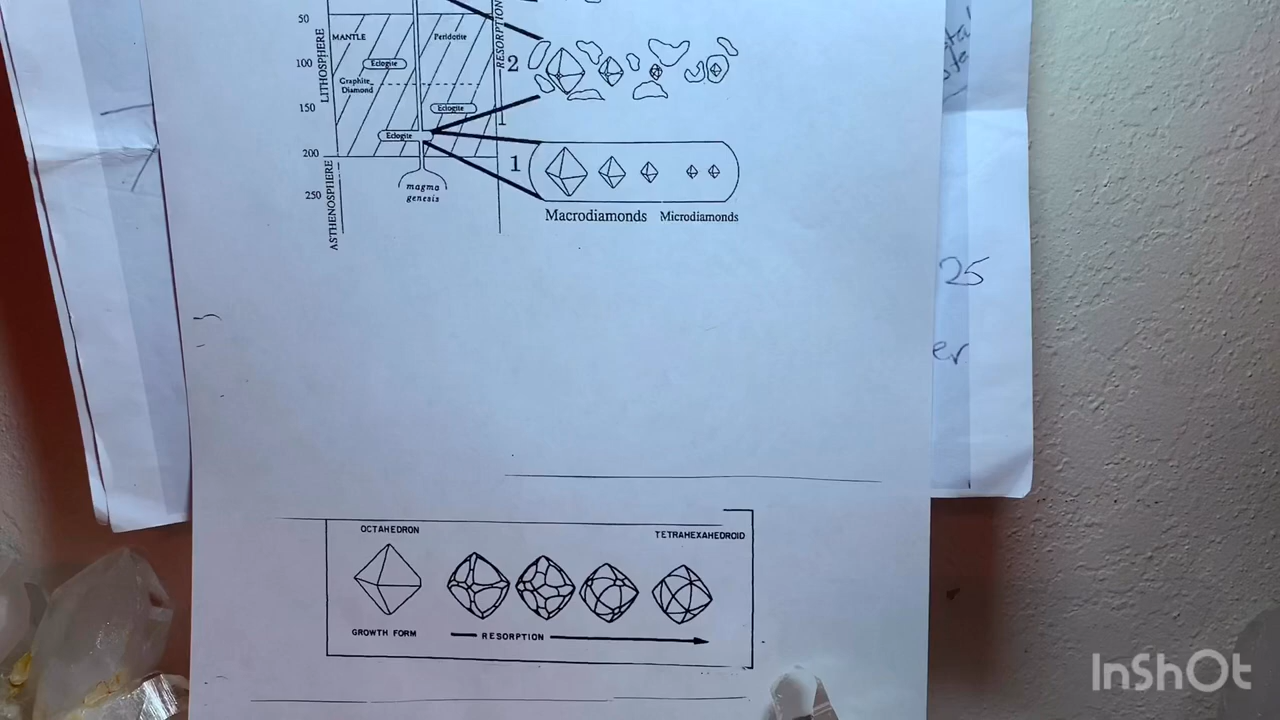 50
RESORPTION
MANTLE
Peridotite
LITHOSPHERE
100
Eclogite
2
Graphite
Diamond
150
Eclogite
1
Eclogite
200
1
magma
genesis
250
ASTHENOSPHERE
Macrodiamonds Microdiamonds
25
er
OCTAHEDRON
TETRAHEXAHEDROID
GROWTH FORM
RESORPTION
InShOt